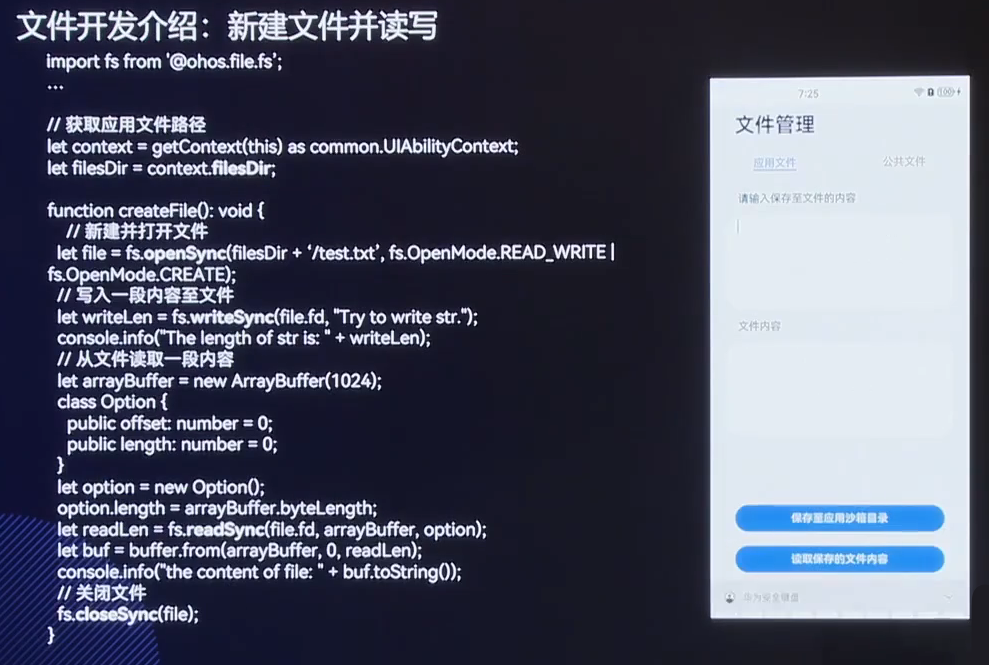 文件开发介绍：新建文件并读写
import fs from '@ohos.file.fs';
...
// 获取应用文件路径
let context = getContext(this) as common.UIAbilityContext;
let filesDir = context.filesDir;
function createFile(): void {
// 新建并打开文件
let file = fs.openSync(filesDir + ‘/test.txt’, fs.OpenMode.READ_WRITE |
fs.OpenMode.CREATE);
// 写入一段内容至文件
let writeLen = fs.writeSync(file.fd, "Try to write str.");
console.info("The length of str is: " + writeLen);
// 从文件读取一段内容
let arrayBuffer = new ArrayBuffer(1024);
class Option {
public offset: number = 0;
public length: number = 0;
}
let option = new Option();
option.length = arrayBuffer.byteLength;
let readLen = fs.readSync(file.fd, arrayBuffer, option);
let buf = buffer.from(arrayBuffer, 0, readLen);
console.info("the content of file: " + buf.toString());
// 关闭文件
fs.closeSync(file);
}
7:25 100
文件管理
应用文件 公共文件
请输入保存至文件的内容
文件内容
保存至应用沙箱目录
读取保存的文件内容
华为安全键盘